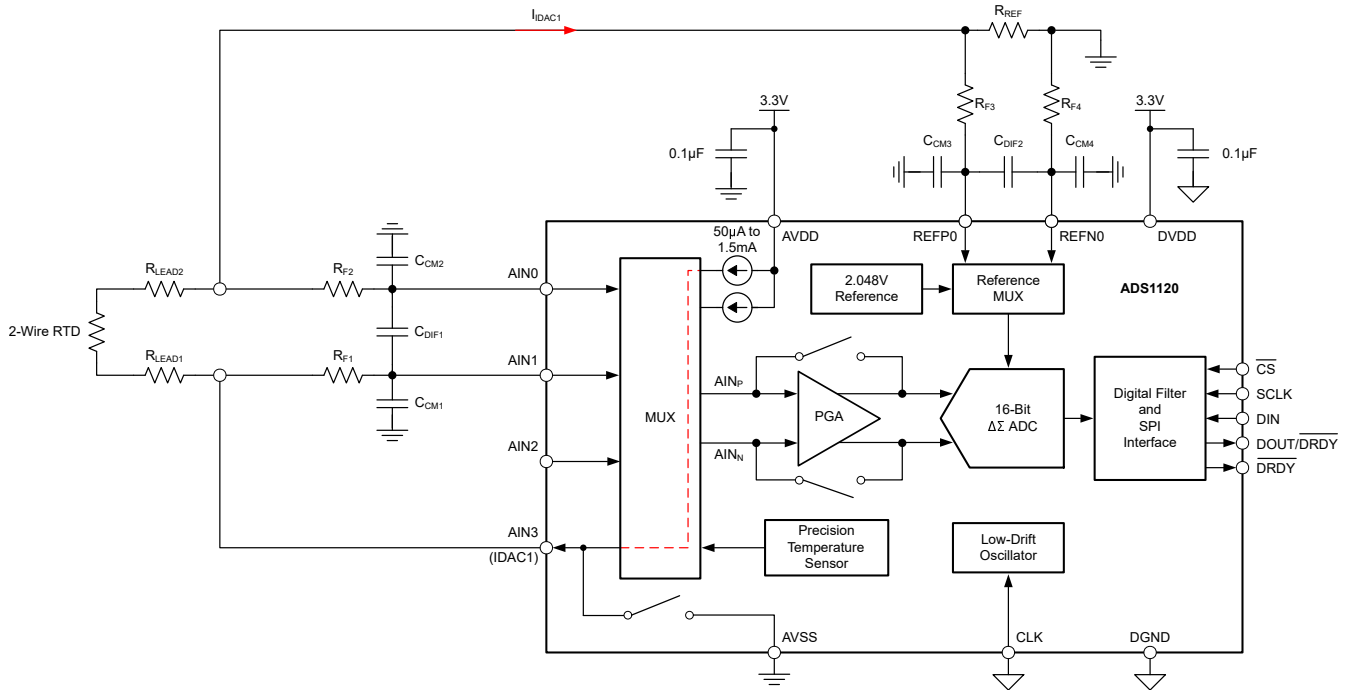 IIDAC1
RREF
3.3V
RF3
RF4
3.3V
0.1µF
CCM3
CDIF2
CCM4
0.1µF
50µA to
1.5mA
AVDD
REFP0
REFN0
DVDD
CCM2
RLEAD2
RF2
AIN0
2.048V
Reference
Reference
MUX
ADS1120
2-Wire RTD
CDIF1
RLEAD1
RF1
AIN1
CCM1
MUX
AINP
PGA
16-Bit
ΔΣ ADC
Digital Filter
and
SPI
Interface
CS
SCLK
DIN
DOUT/DRDY
DRDY
AIN2
AINN
AIN3
(IDAC1)
Precision
Temperature
Sensor
Low-Drift
Oscillator
AVSS
CLK
DGND